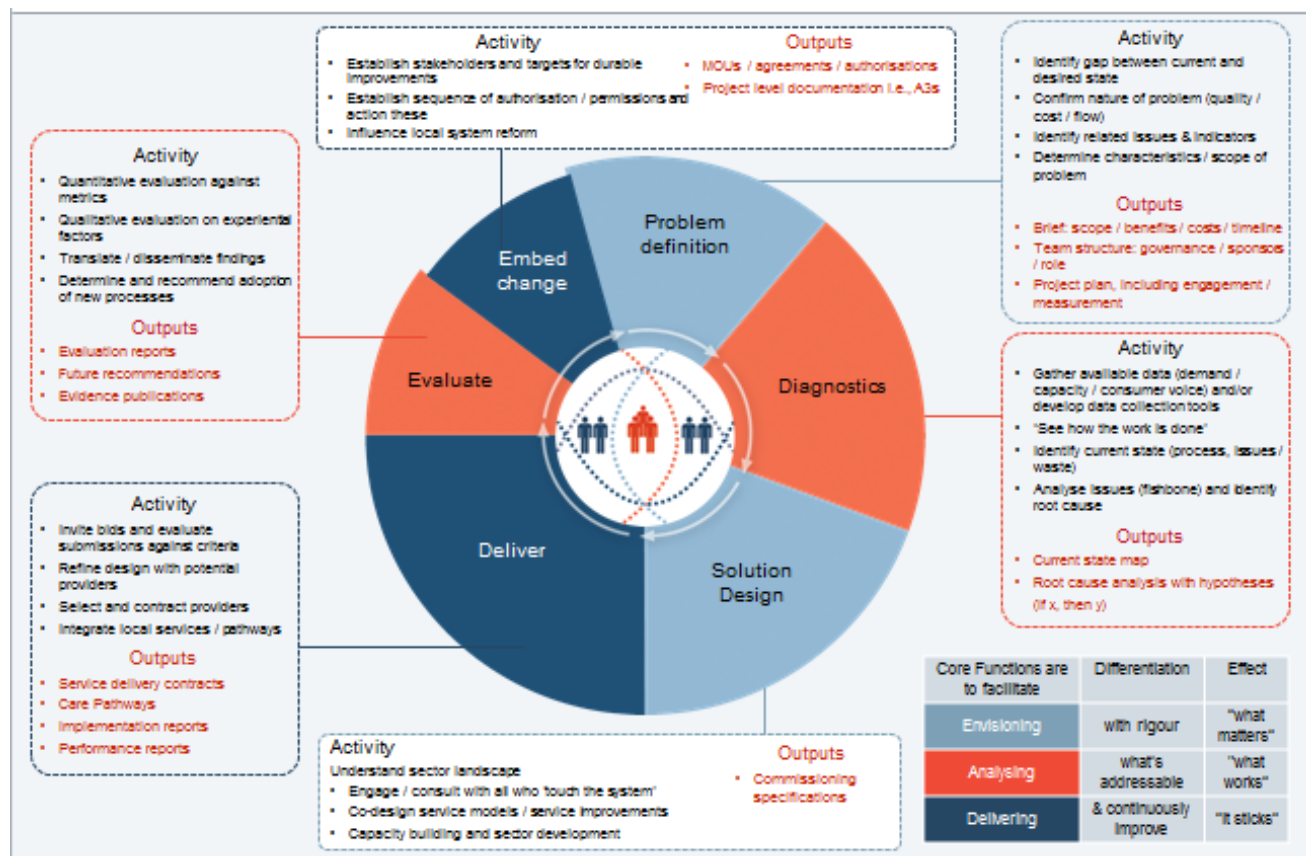 Activity
• Establish stakeholders and targets for durable
improvements
• Establish sequence of authorisation / permissions and
action these
• Influence local system reform
Outputs
• MOUs / agreements / authorisations
• Project level documentation i.e., A3s
Activity
• Identify gap between current and
desired state
• Confirm nature of problem (quality /
cost / flow)
• Identify related issues & indicators
• Determine characteristics / scope of
problem
Outputs
• Brief: scope / benefits / costs / timeline
• Team structure: governance / sponsors
/ role
• Project plan, including engagement /
measurement
Activity
• Quantitative evaluation against
metrics
• Qualitative evaluation on experiental
factors
• Translate / disseminate findings
• Determine and recommend adoption
of new processes
Outputs
• Evaluation reports
• Future recommendations
• Evidence publications
Problem
definition
Embed
change
Evaluate
Diagnostics
Deliver
Solution
Design
Activity
• Gather available data (demand /
capacity / consumer voice) and/or
develop data collection tools
• "See how the work is done"
• Identify current state (process, issues /
waste)
• Analyse issues (fishbone) and identify
root cause
Outputs
• Current state map
• Root cause analysis with hypotheses
(if x, then y)
Activity
• Invite bids and evaluate
submissions against criteria
• Refine design with potential
providers
• Select and contract providers
• Integrate local services / pathways
Outputs
• Service delivery contracts
• Care Pathways
• Implementation reports
• Performance reports
Activity
Understand sector landscape
• Engage / consult with all who 'touch the system'
• Co-design service models / service improvements
• Capacity building and sector development
Outputs
• Commissioning
specifications
Core Functions are
to facilitate
Differentiation
Effect
Envisioning
with rigour
"what
matters"
Analysing
what's
addressable
"what
works"
Delivering
& continuously
improve
"it sticks"